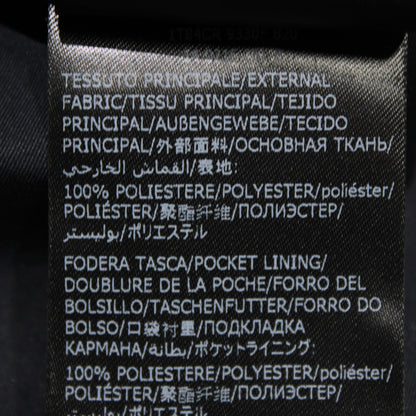 TESSUTO PRINCIPALE/EXTERNAL
FABRIC/TISSU PRINCIPAL/TEJIDO
PRINCIPAL/AUßENGEWEBE/TECIDO
PRINCIPAL/外部面料/ОСНОВНАЯ ТКАНЬ/
القماش الخارجي/表地:
100% POLIESTERE/POLYESTER/poliéster/
POLIÉSTER/聚酯纤维/ПОЛИЭСТЕР/
بوليستر/ポリエステル
FODERA TASCA/POCKET LINING/
DOUBLURE DE LA POCHE/FORRO DEL
BOLSILLO/TASCHENFUTTER/FORRO DO
BOLSO/口袋衬里/ПОДКЛАДКА
КАРМАНА/بطانة/ポケットライニング:
100% POLIESTERE/POLYESTER/poliéster/
POLIÉSTER/聚酯纤维/ПОЛИЭСТЕР/